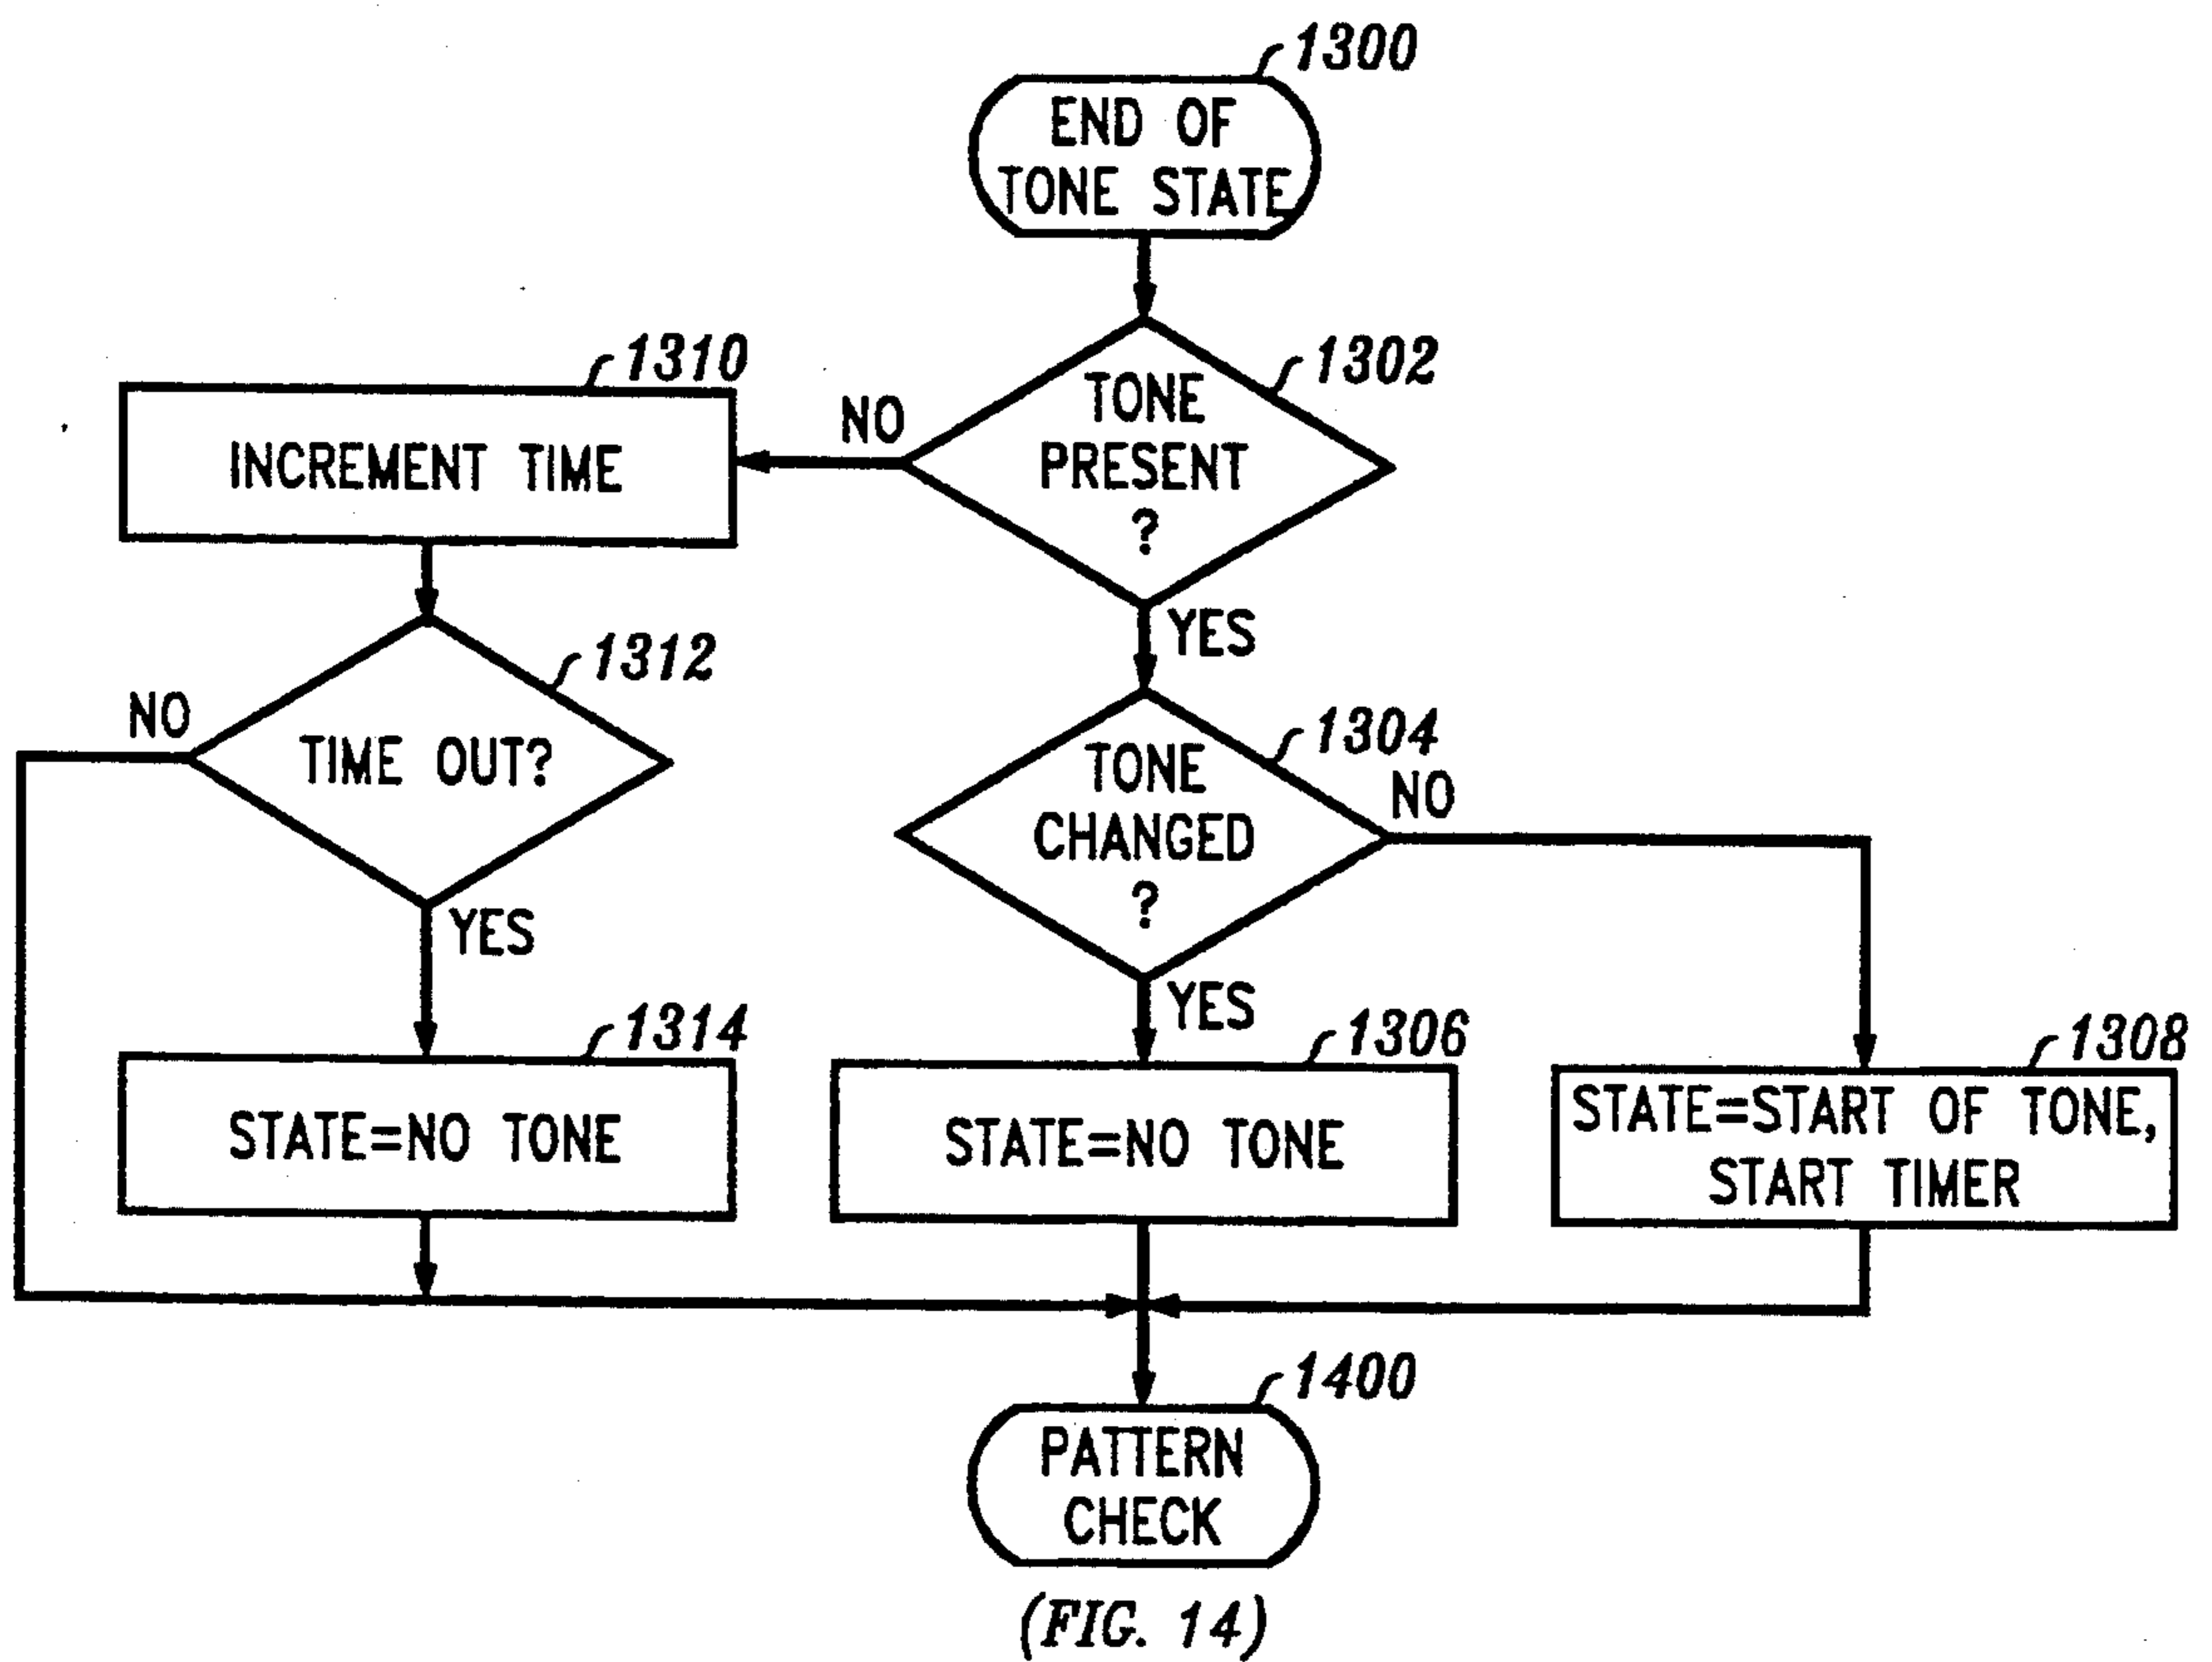 1300
END OF
TONE STATE
1310
1302
INCREMENT TIME
NO
TONE
PRESENT
?
YES
1312
NO
TIME OUT?
YES
1304
TONE
CHANGED
?
NO
YES
1314
STATE=NO TONE
1306
STATE=NO TONE
1308
STATE=START OF TONE,
START TIMER
1400
PATTERN
CHECK
(FIG. 14)